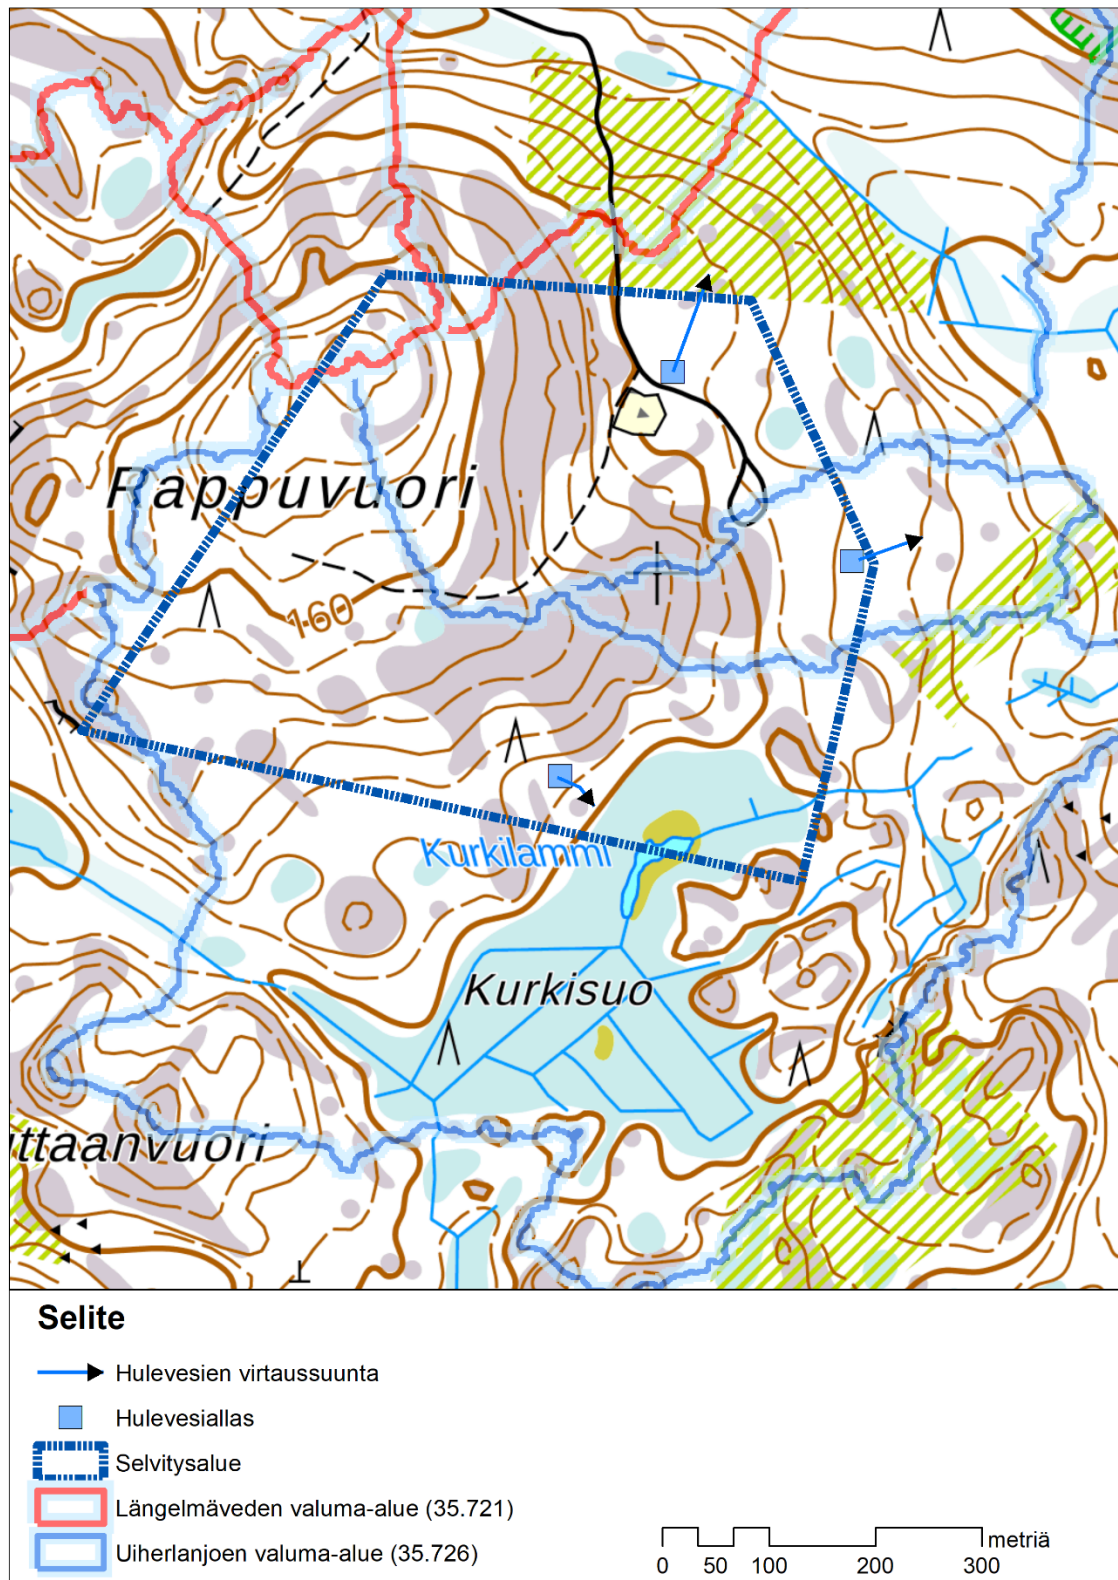 Rappuvuori
160
Kurkilammi
Kurkisuo
uttaanvuori
Selite
Hulevesien virtaussuunta
Hulevesiallas
Selvitysalue
Längelmäveden valuma-alue (35.721)
Uiherlanjoen valuma-alue (35.726)
metriä
0 50 100 200 300